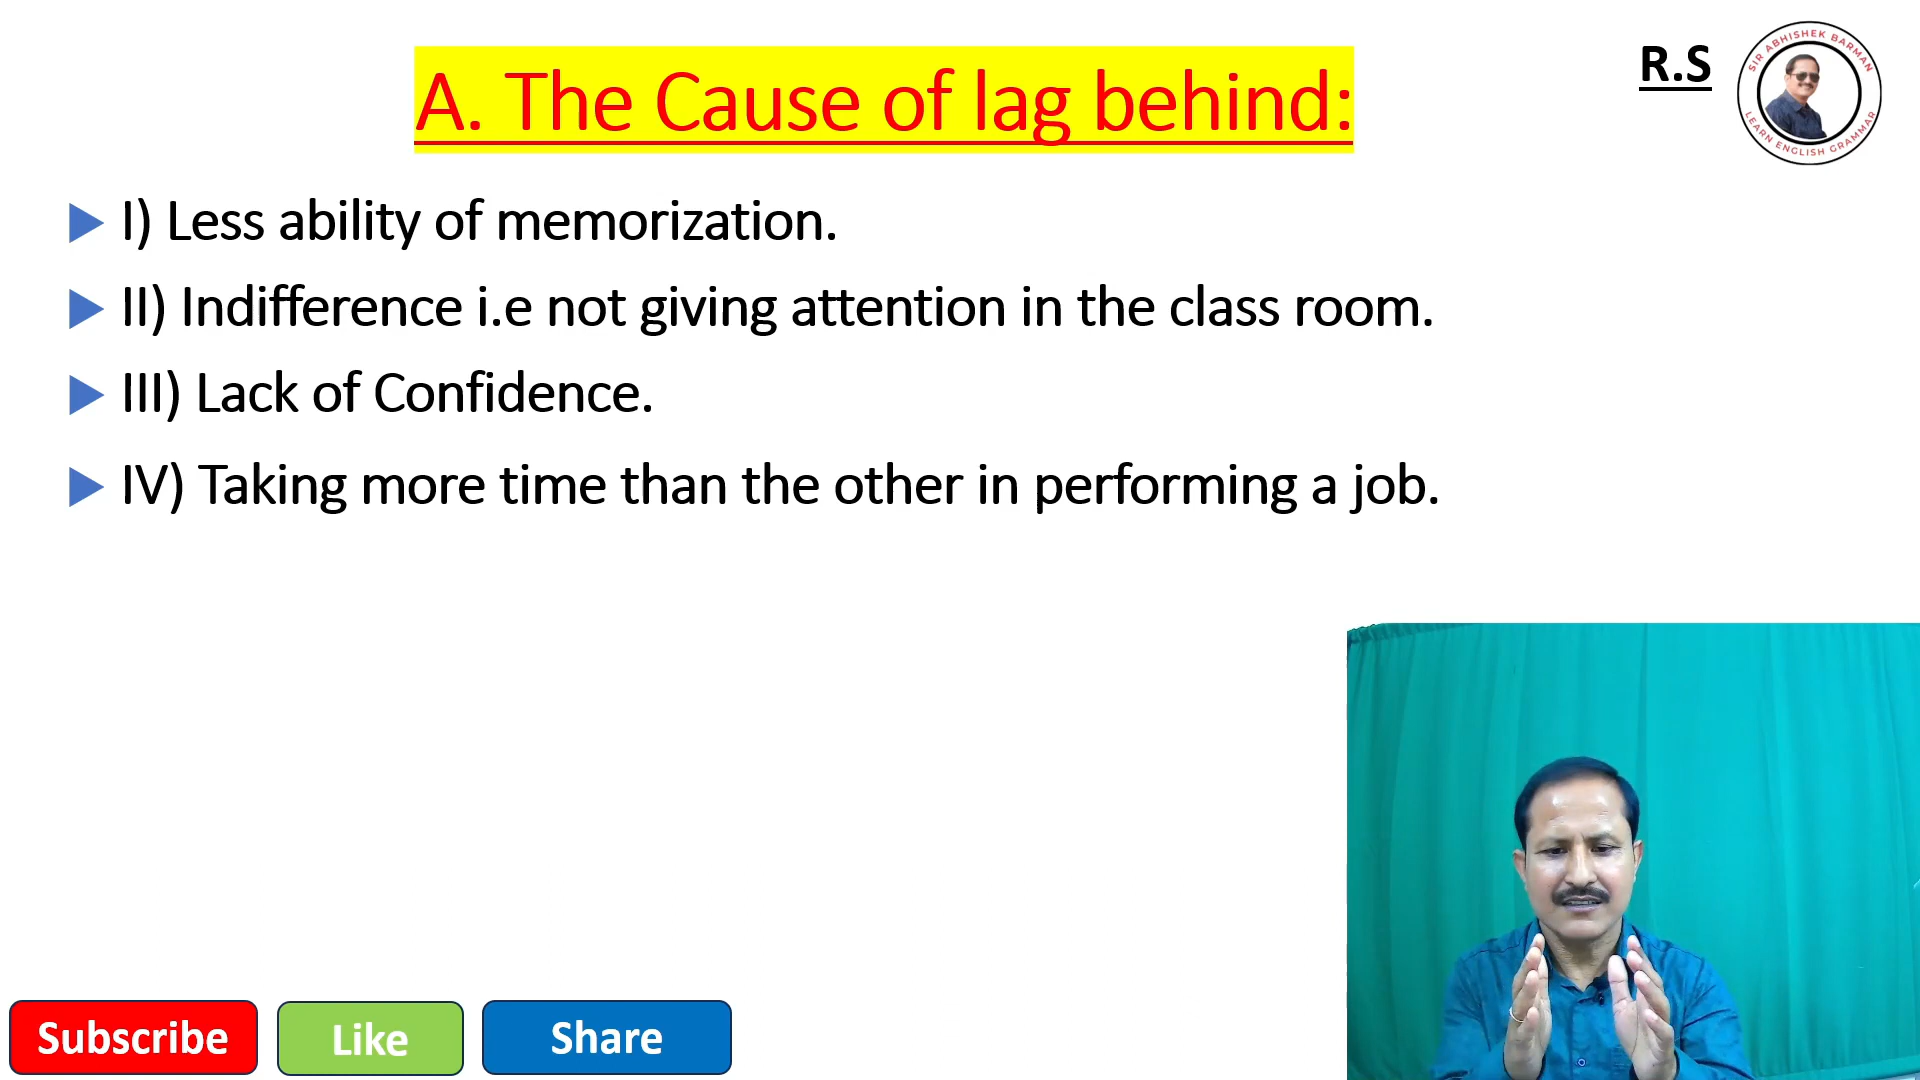 A. The Cause of lag behind:
R.S
SIR ABHISHEK BARMAN
LEARN ENGLISH GRAMMAR
I) Less ability of memorization.
II) Indifference i.e not giving attention in the class room.
III) Lack of Confidence.
IV) Taking more time than the other in performing a job.
Subscribe
Like
Share